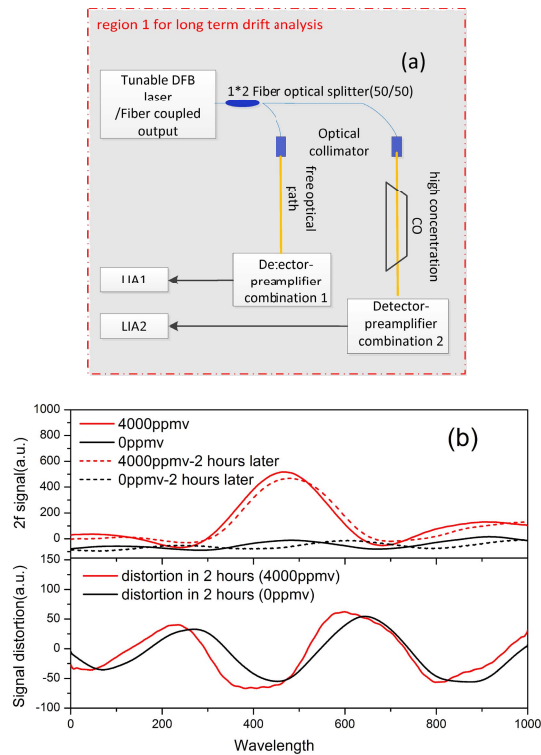 region 1 for long term drift analysis
(a)
Tunable DFB
laser
/Fiber coupled
output
1*2 Fiber optical splitter(50/50)
Optical
collimator
free optical
path
high concentration
CO
LIA1
Detector-
preamplifier
combination 1
LIA2
Detector-
preamplifier
combination 2
(b)
1000
800
600
400
200
0
2f signal(a.u.)
4000ppmv
0ppmv
4000ppmv-2 hours later
0ppmv-2 hours later
150
100
50
0
-50
-100
Signal distortion(a.u.)
distortion in 2 hours (4000ppmv)
distortion in 2 hours (0ppmv)
0 200 400 600 800 1000
Wavelength